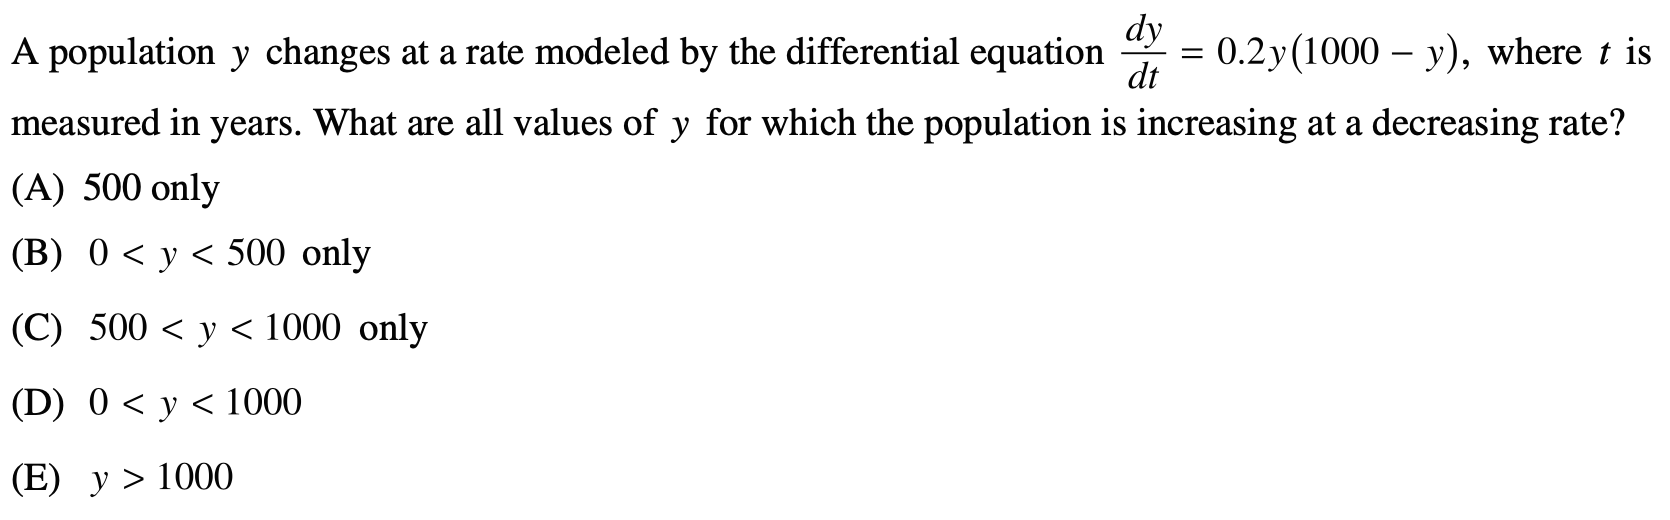 A population y changes at a rate modeled by the differential equation dy/dt = 0.2y(1000 − y), where t is
measured in years. What are all values of y for which the population is increasing at a decreasing rate?
(A) 500 only
(B) 0 < y < 500 only
(C) 500 < y < 1000 only
(D) 0 < y < 1000
(E) y > 1000